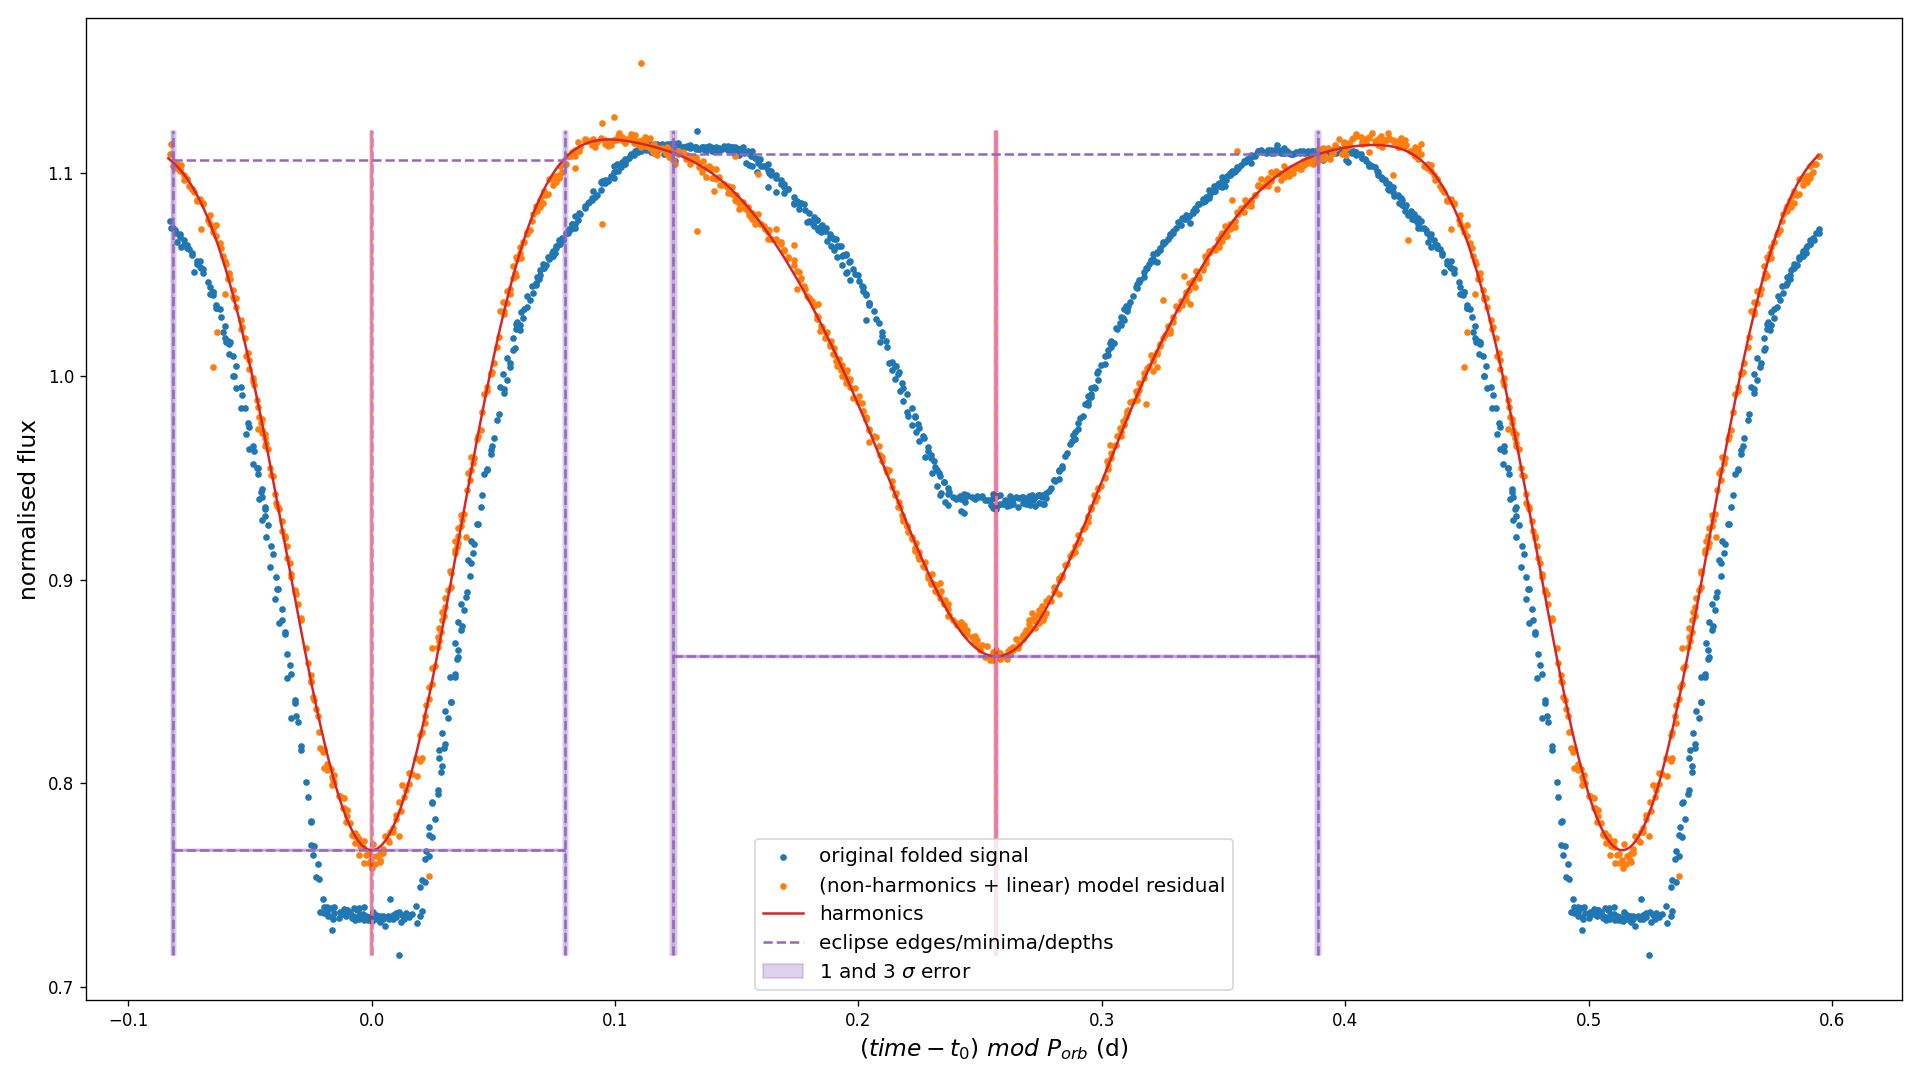 normalised flux
1.1
1.0
0.9
0.8
0.7
−0.1
0.0
0.1
0.2
0.3
0.4
0.5
0.6
(time − t₀) mod Pₒᵣᵦ (d)
original folded signal
(non-harmonics + linear) model residual
harmonics
eclipse edges/minima/depths
1 and 3 σ error